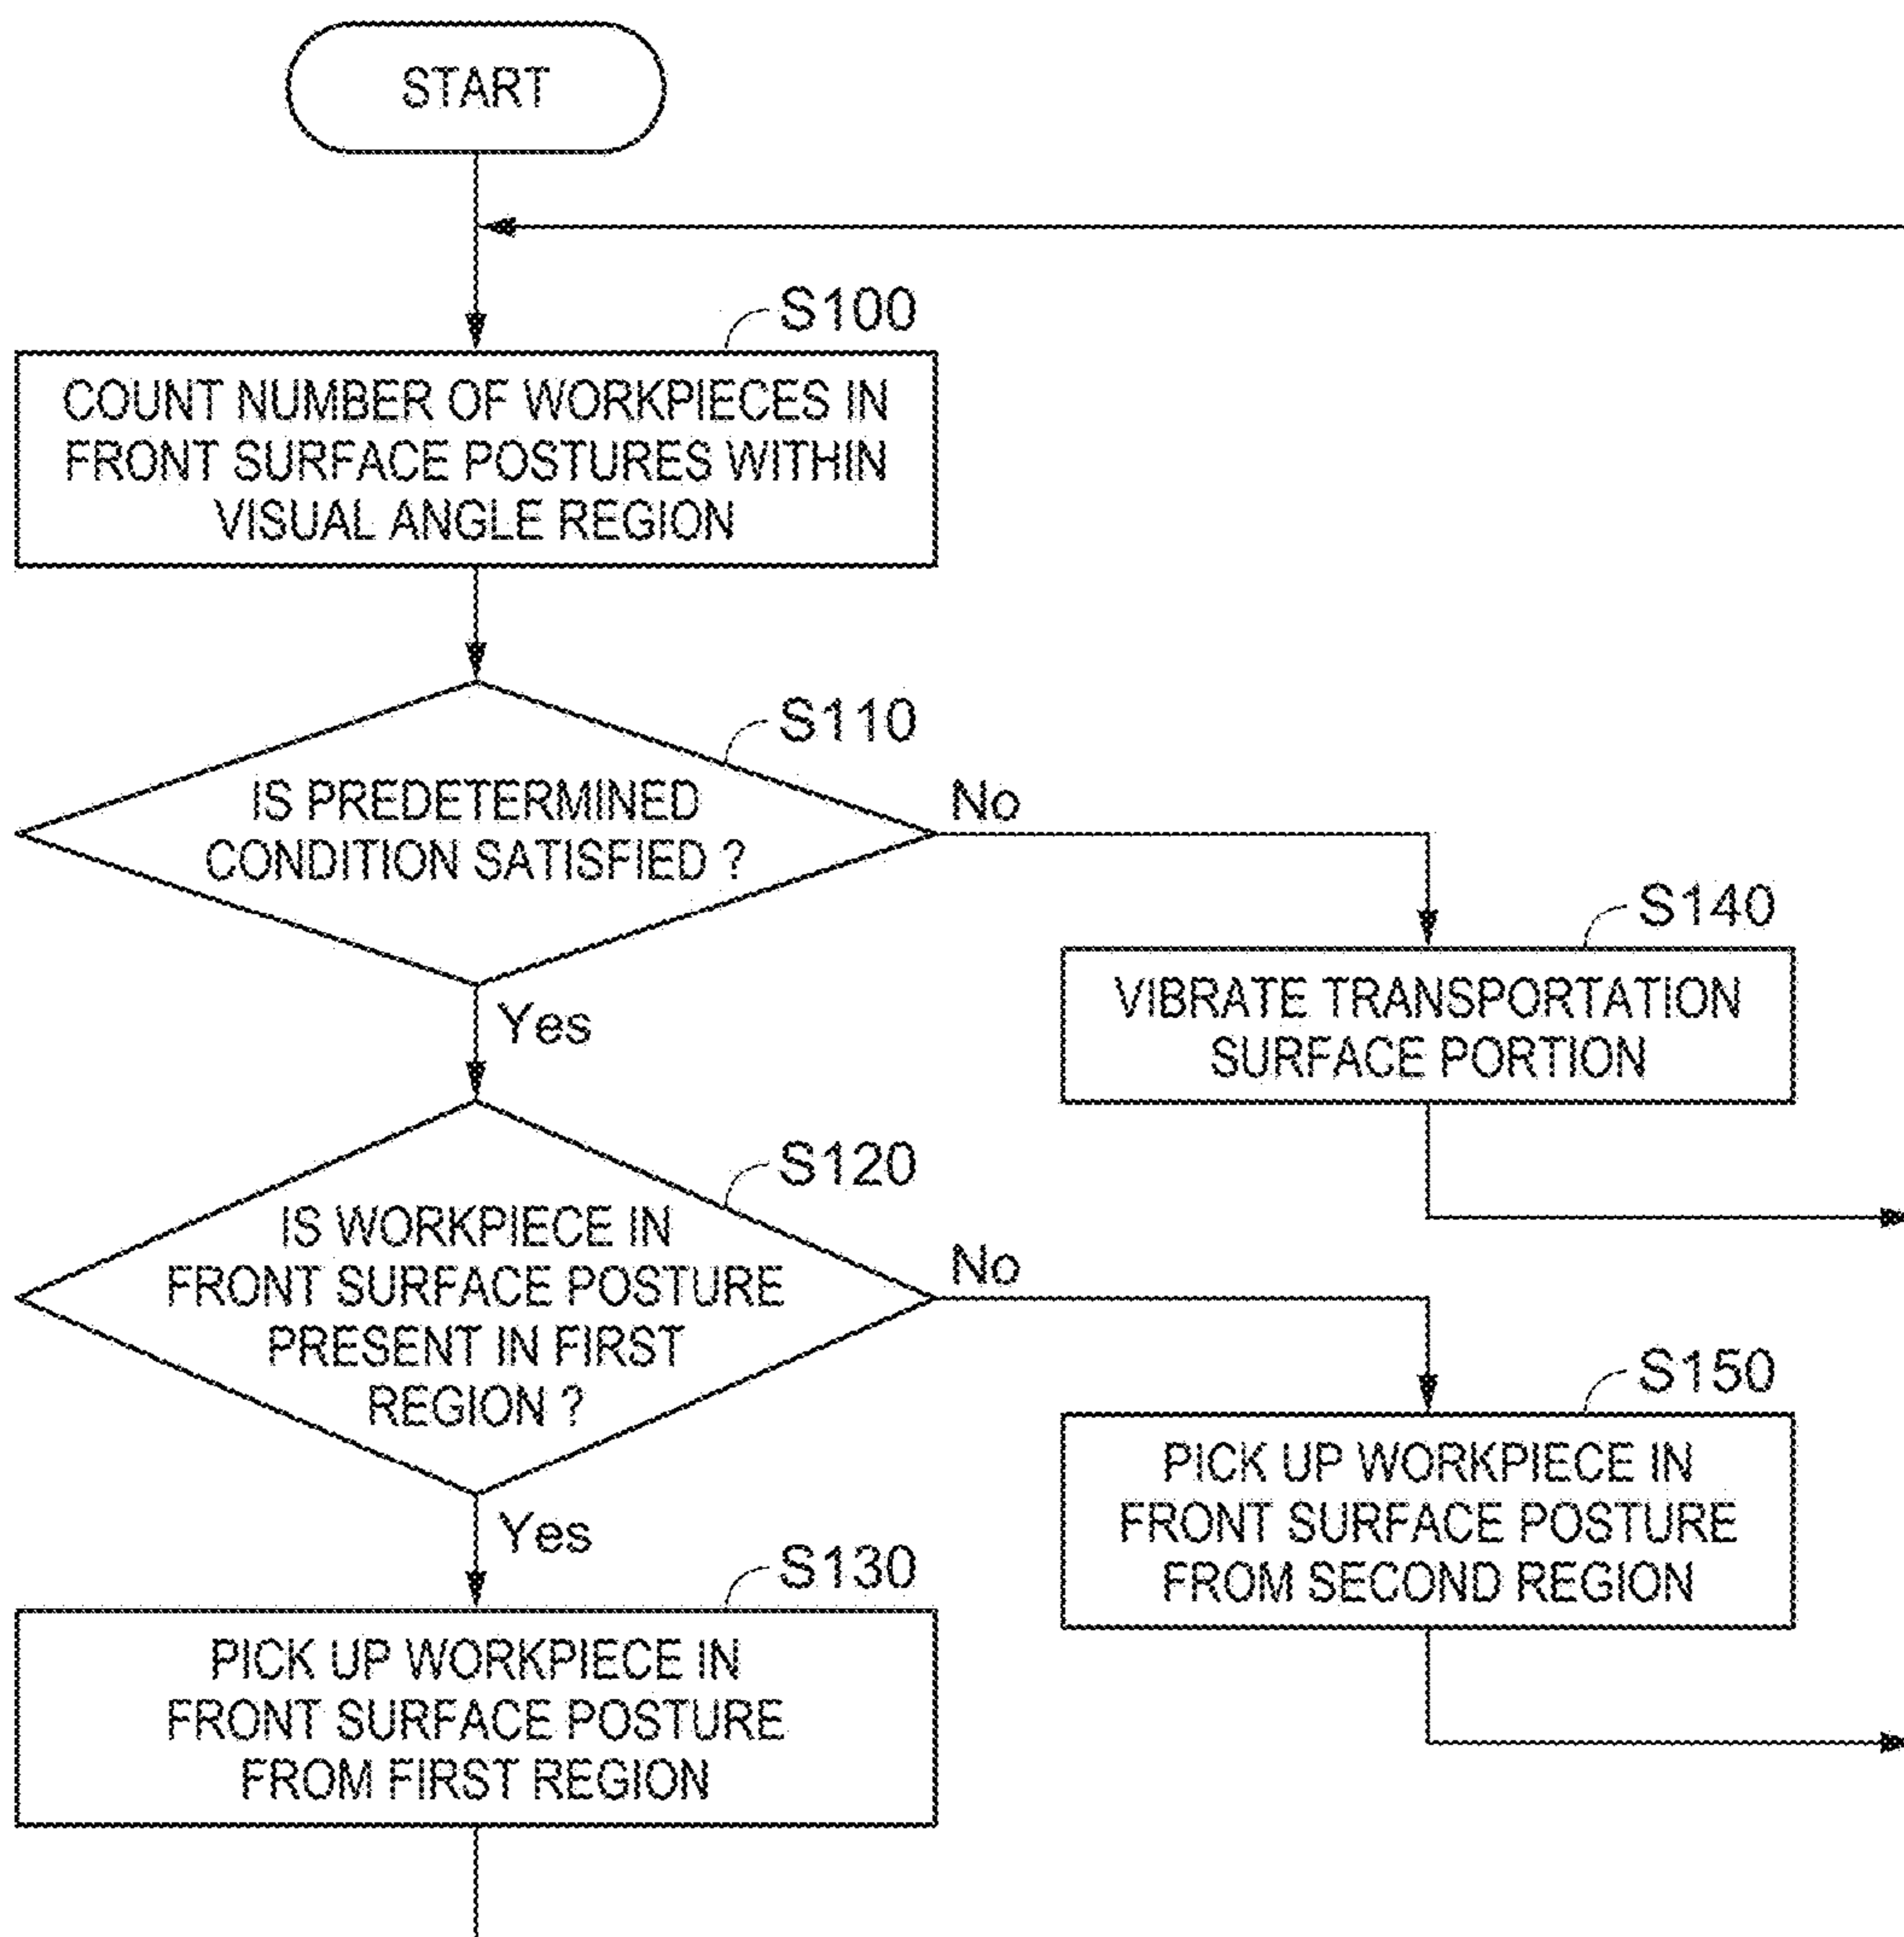 START
S100
COUNT NUMBER OF WORKPIECES IN
FRONT SURFACE POSTURES WITHIN
VISUAL ANGLE REGION
S110
IS PREDETERMINED
CONDITION SATISFIED ?
No
Yes
S140
VIBRATE TRANSPORTATION
SURFACE PORTION
S120
IS WORKPIECE IN
FRONT SURFACE POSTURE
PRESENT IN FIRST
REGION ?
No
Yes
S150
PICK UP WORKPIECE IN
FRONT SURFACE POSTURE
FROM SECOND REGION
S130
PICK UP WORKPIECE IN
FRONT SURFACE POSTURE
FROM FIRST REGION